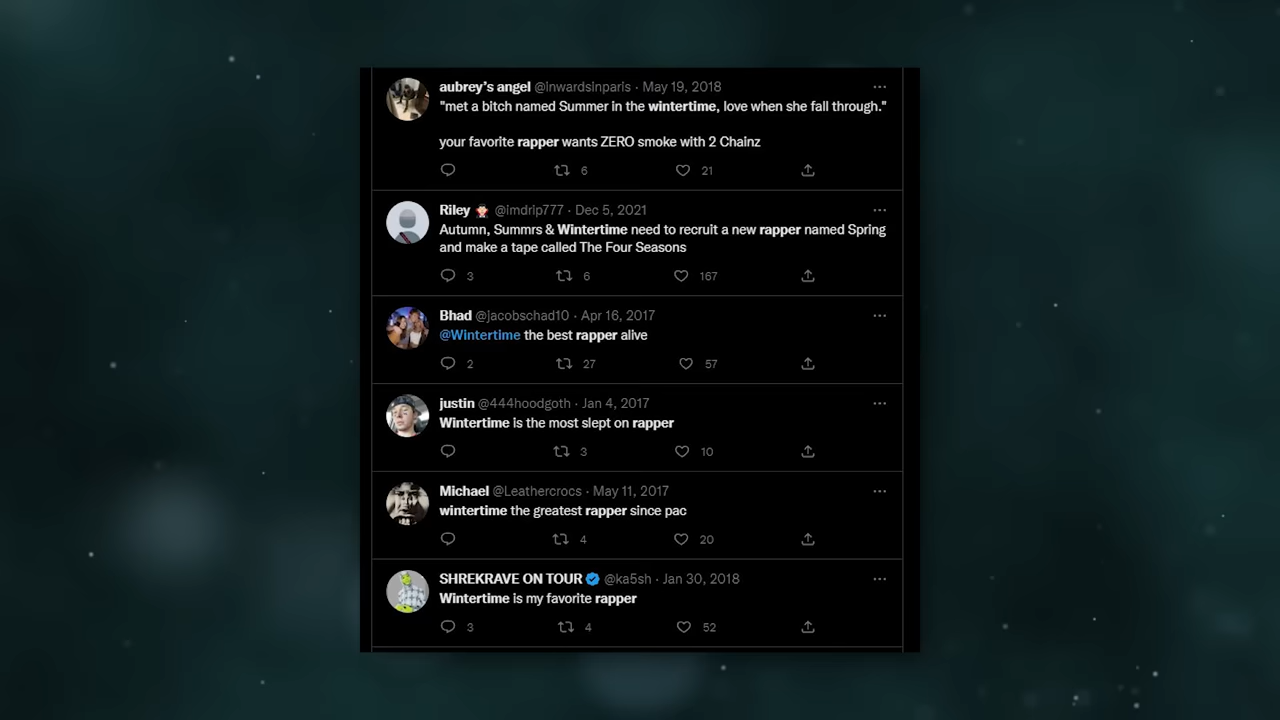 aubrey’s angel @inwardsinparis · May 19, 2018
"met a bitch named Summer in the wintertime, love when she fall through."
your favorite rapper wants ZERO smoke with 2 Chainz
6 21
Riley @imdrip777 · Dec 5, 2021
Autumn, Summrs & Wintertime need to recruit a new rapper named Spring
and make a tape called The Four Seasons
3 6 167
Bhad @jacobschad10 · Apr 16, 2017
@Wintertime the best rapper alive
2 27 57
justin @444hoodgoth · Jan 4, 2017
Wintertime is the most slept on rapper
3 10
Michael @Leathercrocs · May 11, 2017
wintertime the greatest rapper since pac
4 20
SHREKRAVE ON TOUR @ka5sh · Jan 30, 2018
Wintertime is my favorite rapper
3 4 52